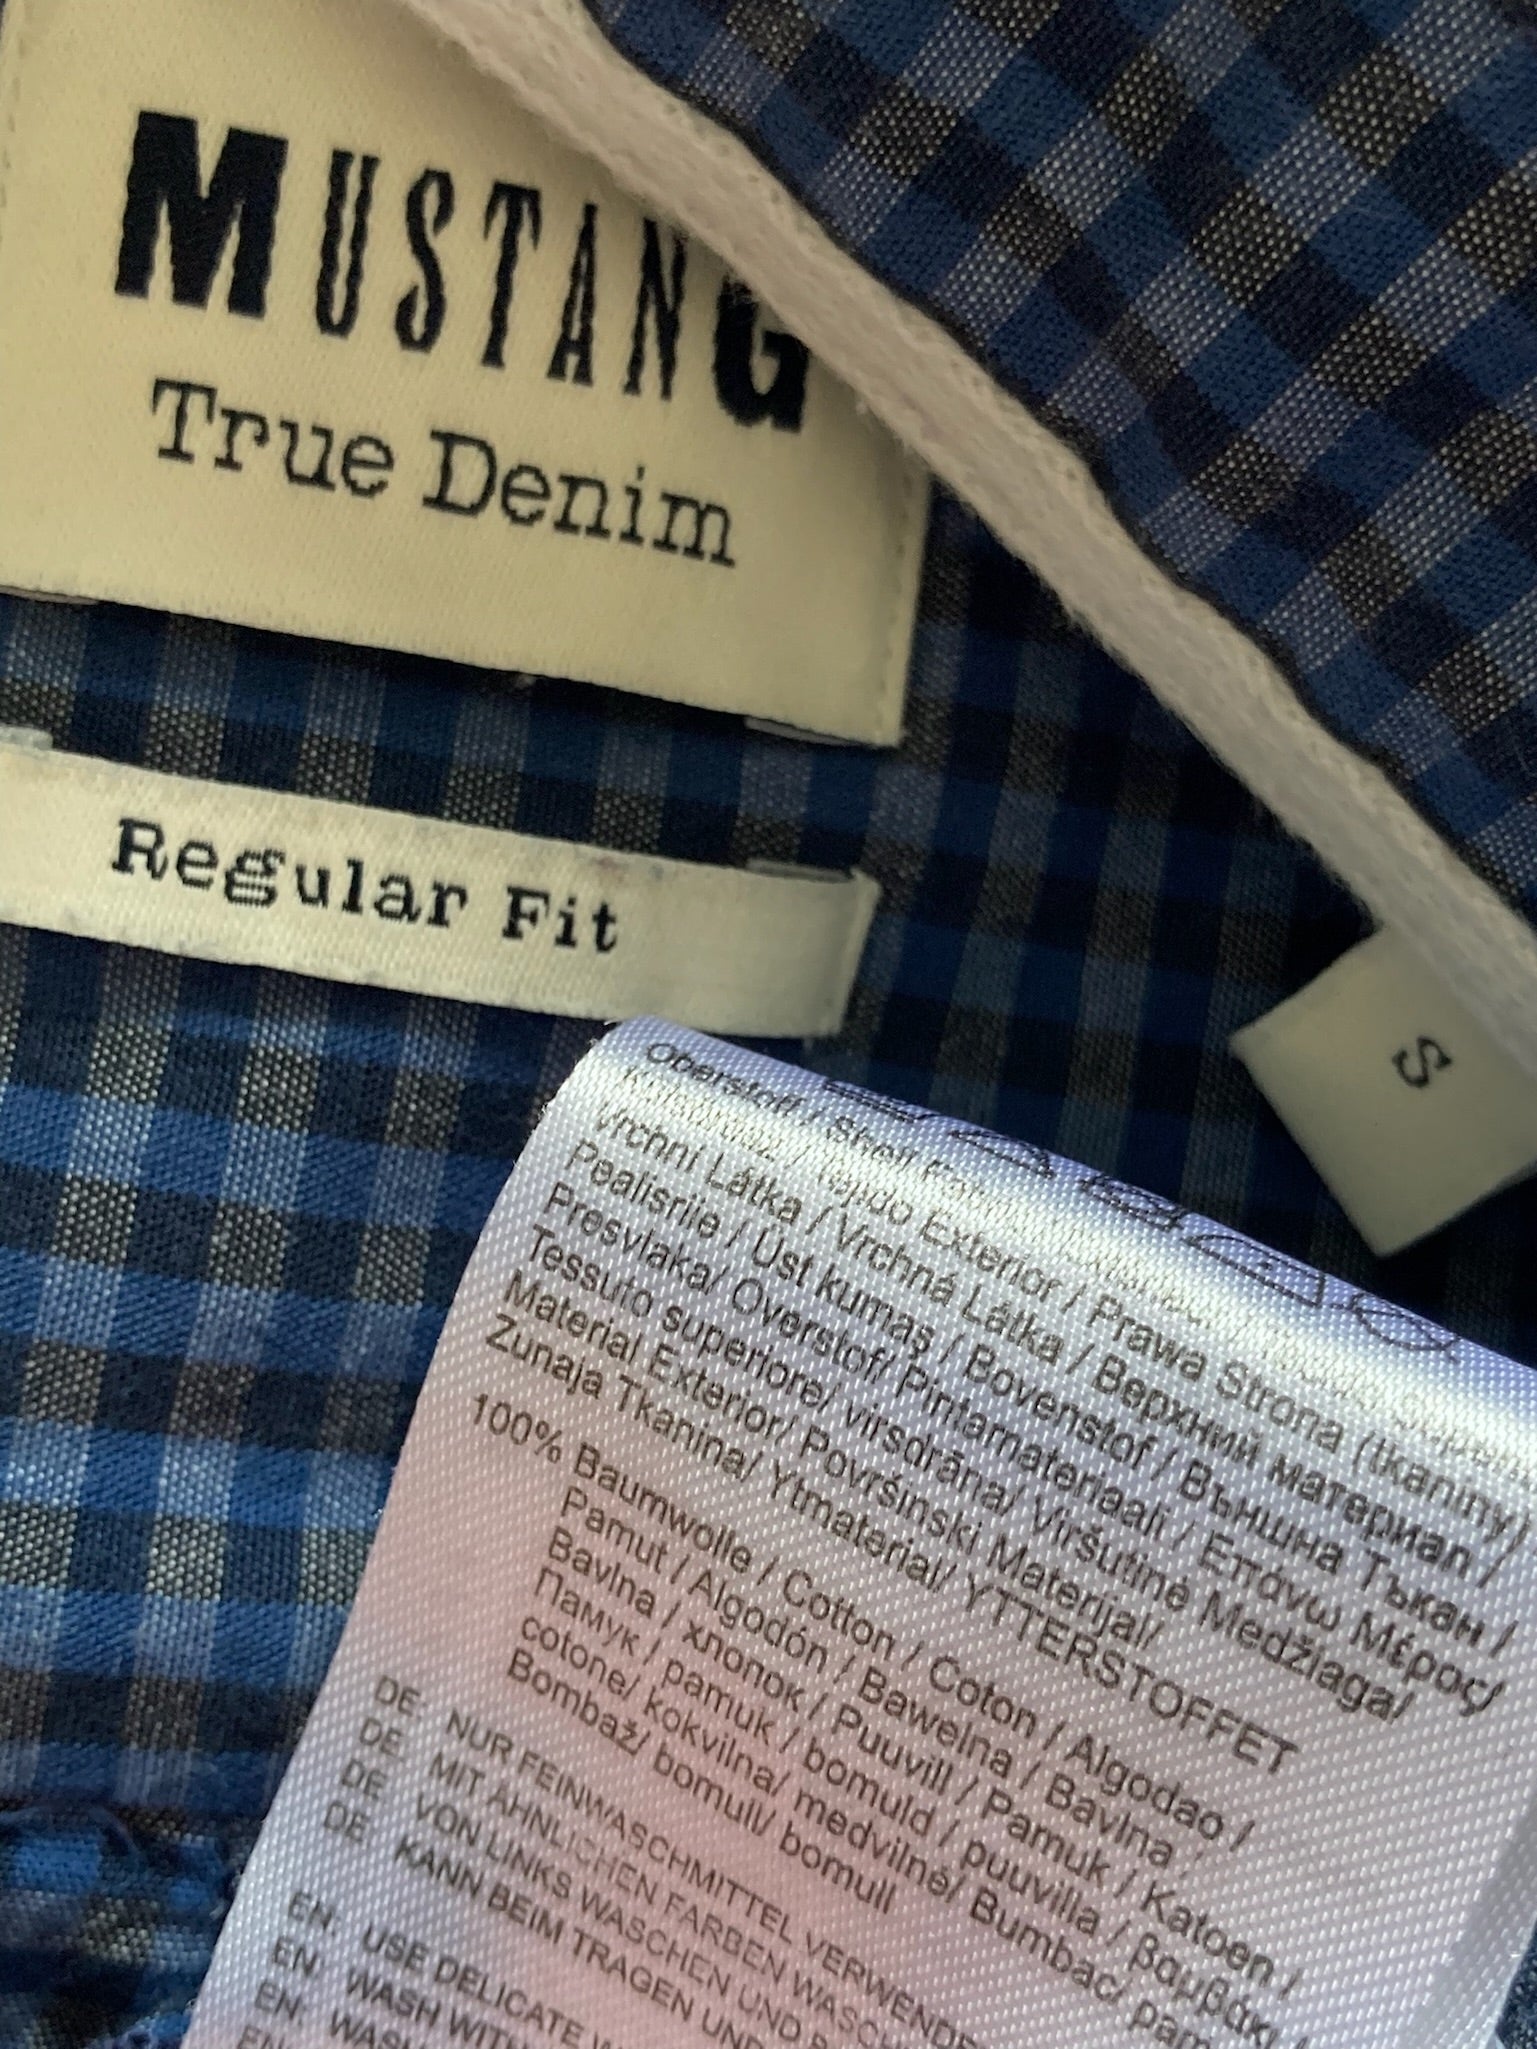 MUSTANG
True Denim
Regular Fit
S
Oberstoff / Shell
Tejido Exterior / Prawa Strona (tkaniny) /
Vrchní Látka / Vrchná Látka / Верхний материал /
Pealisriie / Üst kumaş / Bovenstof / Външна Тъкан /
Presvlaka/ Overstof/ Pintamateriaali / Επάνω Μέρος/
Tessuto superiore/ virsdrāna/ Viršutinė Medžiaga/
Material Exterior/ Površinski Materijal/
Zunaja Tkanina/ Ytmaterial/ YTTERSTOFFET
100% Baumwolle / Cotton / Coton / Algodao /
Pamut / Algodón / Bawelna / Bavlna /
Bavlna / хлопок / Puuvill / Pamuk / Katoen /
Памук / pamuk / bomuld / puuvilla / βαμβάκι /
cotone/ kokvilna/ medvilnė/ Bumbac/
Bombaž/ bomull/ bomull
DE: NUR FEINWASCHMITTEL VERWENDEN
DE: MIT ÄHNLICHEN FARBEN
DE: VON LINKS WASCHEN UND
DE: KANN BEIM TRAGEN UND
EN: USE DELICATE
EN: WASH WITH
EN: WASH
EN: